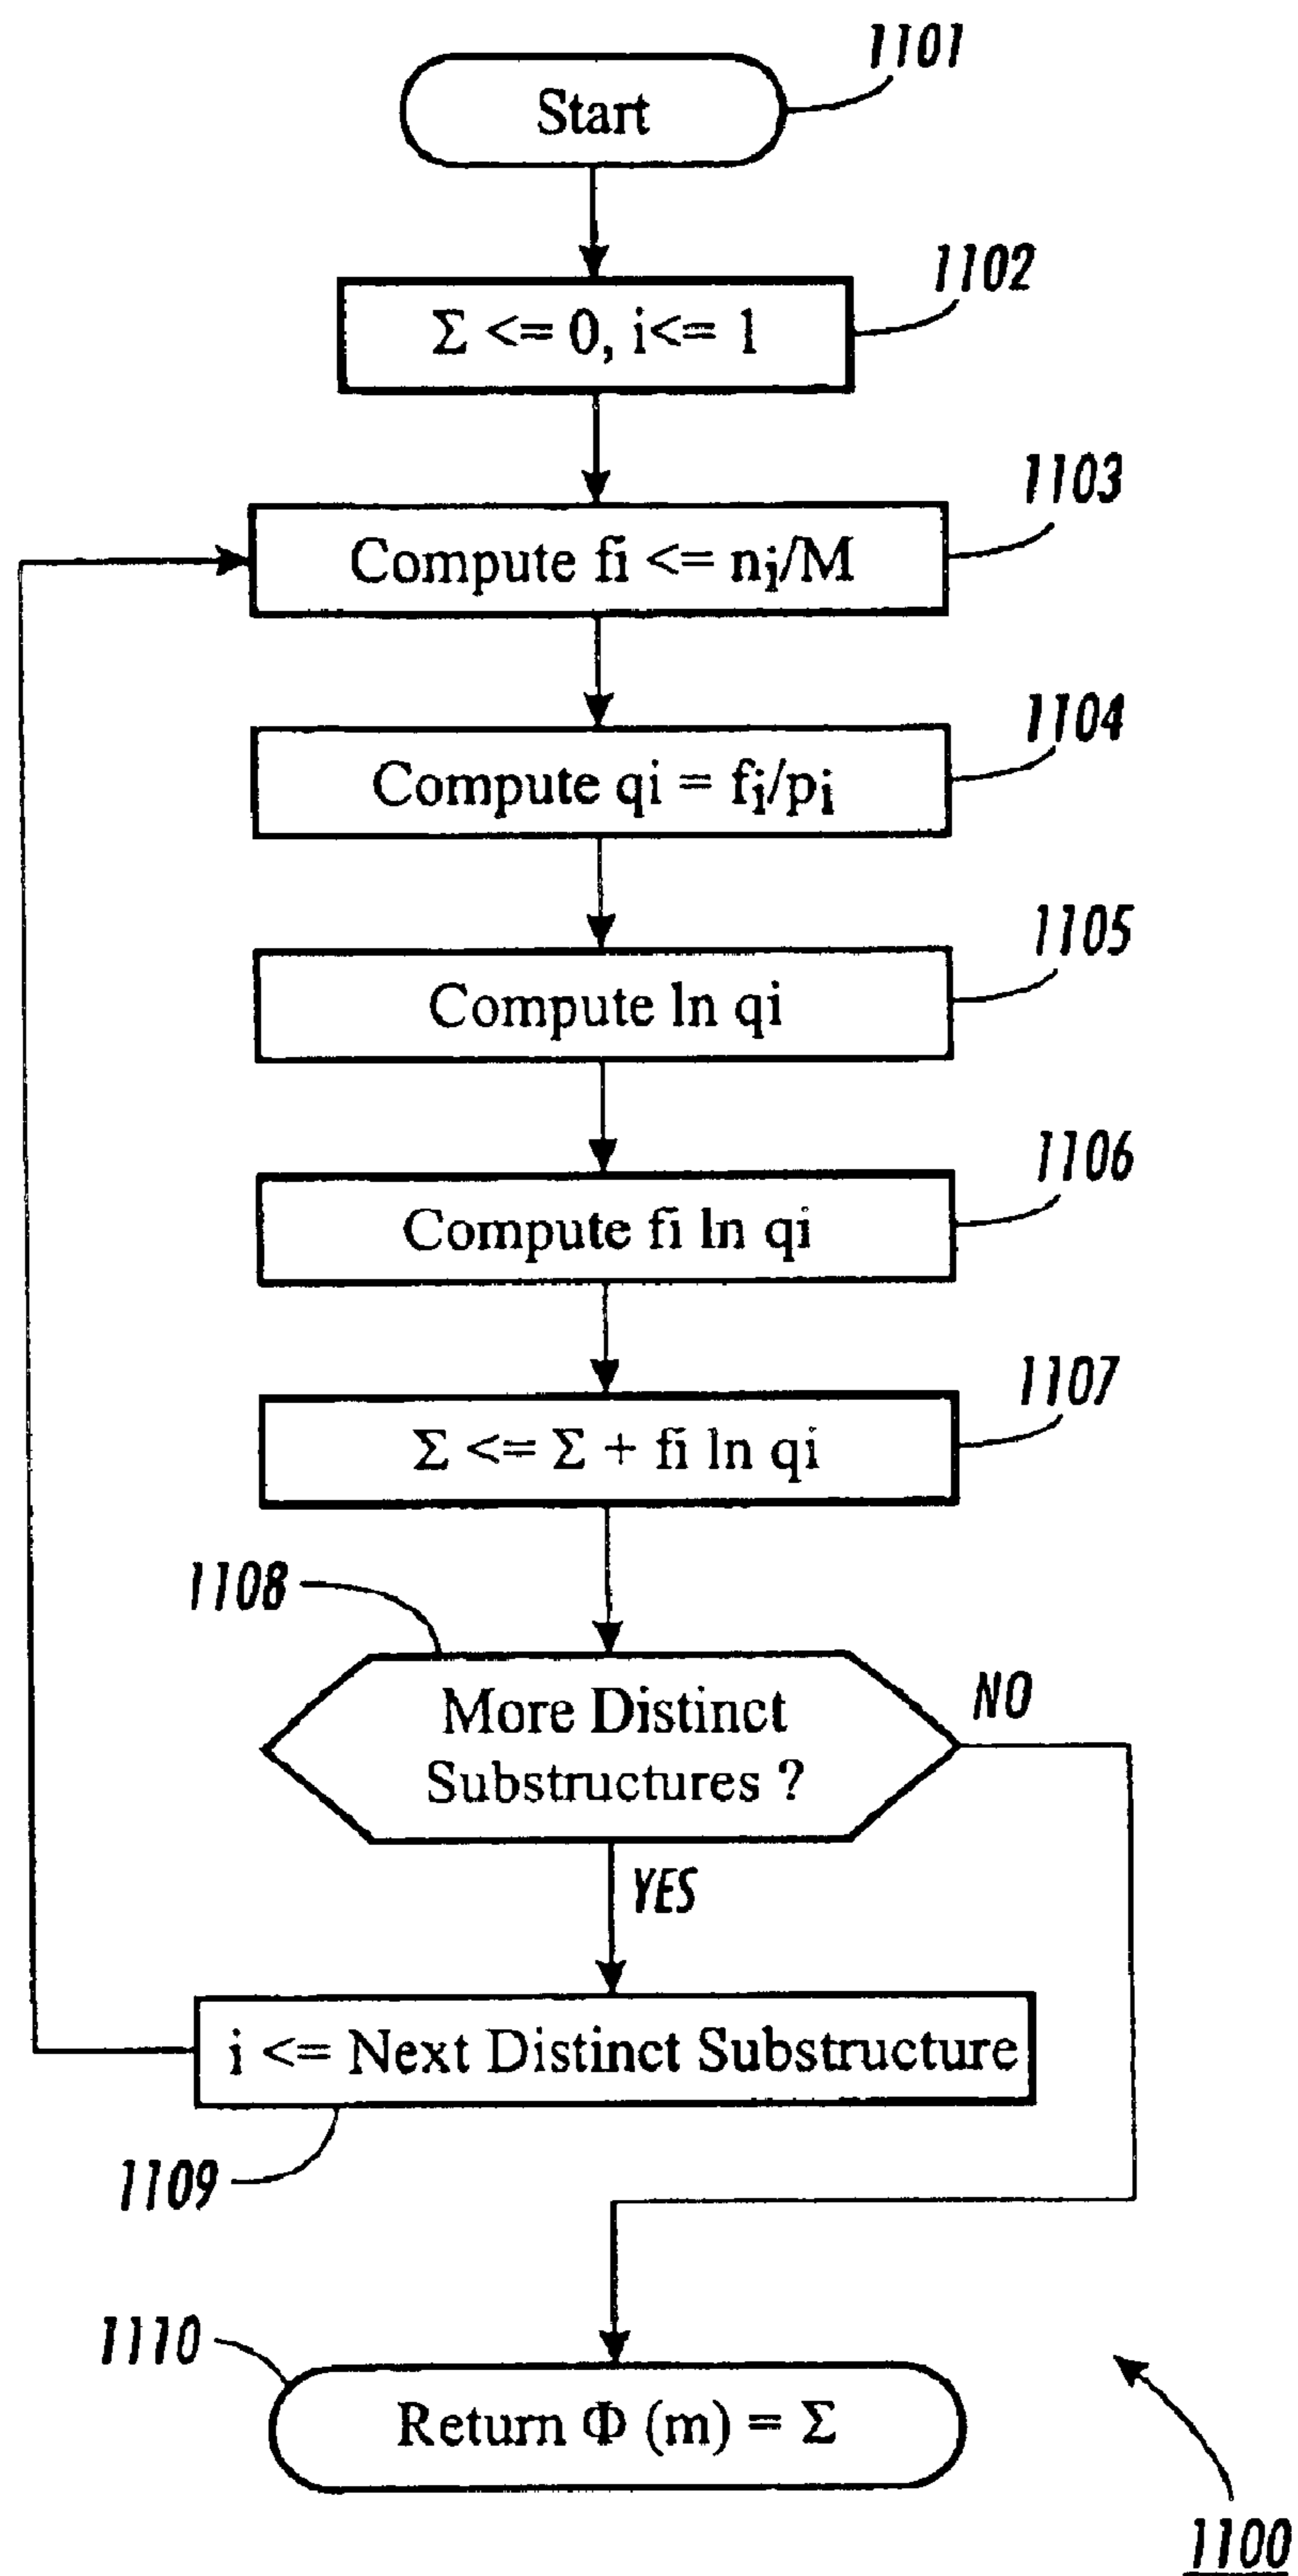 1101
Start
1102
Σ <= 0, i<= 1
1103
Compute fi <= ni/M
1104
Compute qi = fi/pi
1105
Compute ln qi
1106
Compute fi ln qi
1107
Σ <= Σ + fi ln qi
1108
More Distinct
Substructures ?
NO
YES
i <= Next Distinct Substructure
1109
1110
Return Φ (m) = Σ
1100